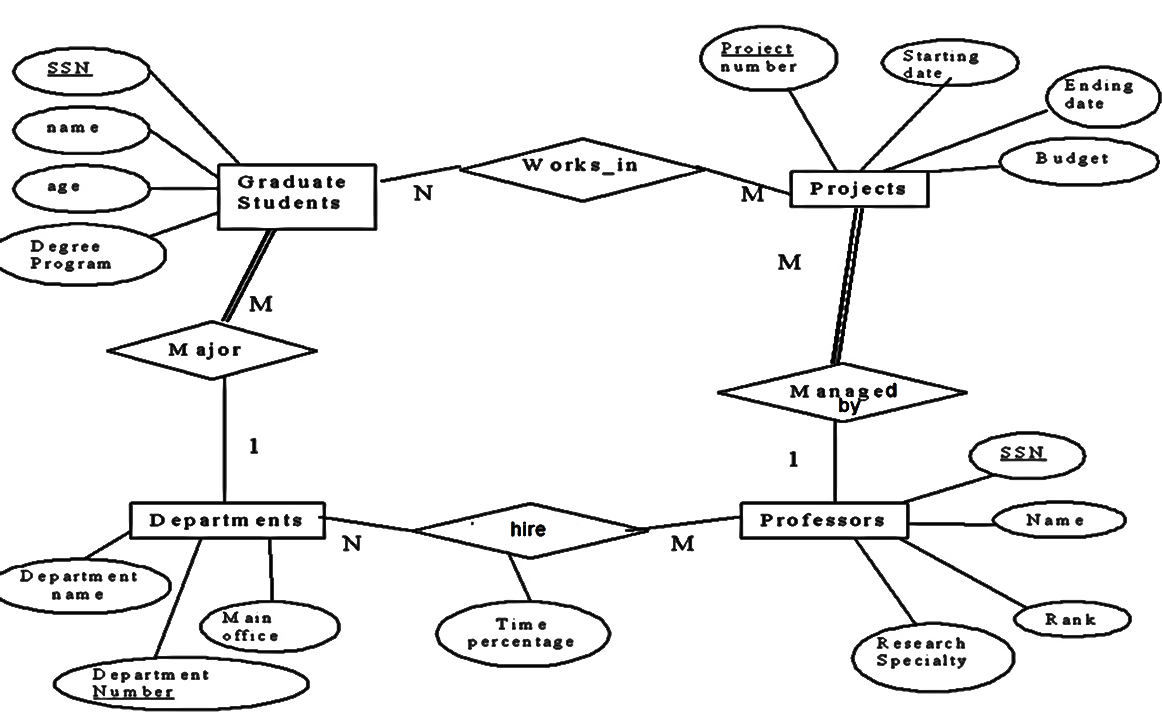 SSN
name
age
Degree
Program
Graduate
Students
N
Works_in
M
Project
number
Starting
date
Ending
date
Budget
Projects
M
Major
1
M
Managed
by
1
Departments
N
hire
M
Professors
SSN
Name
Rank
Research
Specialty
Department
name
Main
office
Department
Number
Time
percentage